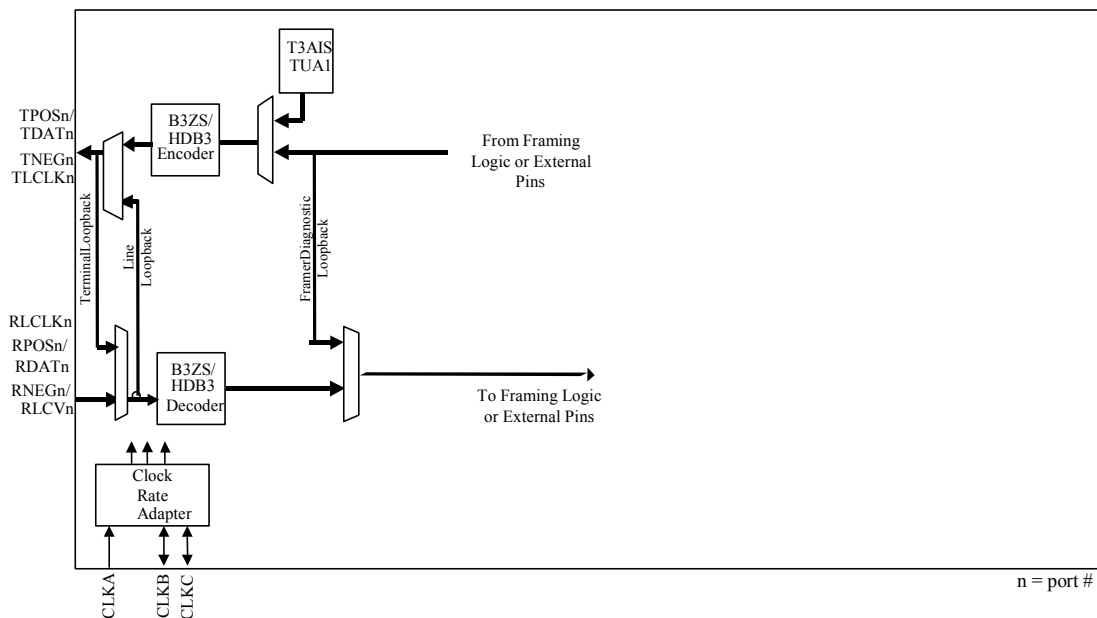 T3AIS
TUA1
TPOSn/
TDATn
TNEGn
TLCLKn
B3ZS/
HDB3
Encoder
From Framing
Logic or External
Pins
TerminalLoopback
Line
Loopback
FramerDiagnostic
Loopback
RLCLKn
RPOSn/
RDATn
RNEGn/
RLCVn
B3ZS/
HDB3
Decoder
To Framing Logic
or External Pins
Clock
Rate
Adapter
CLKA
CLKB
CLKC
n = port #